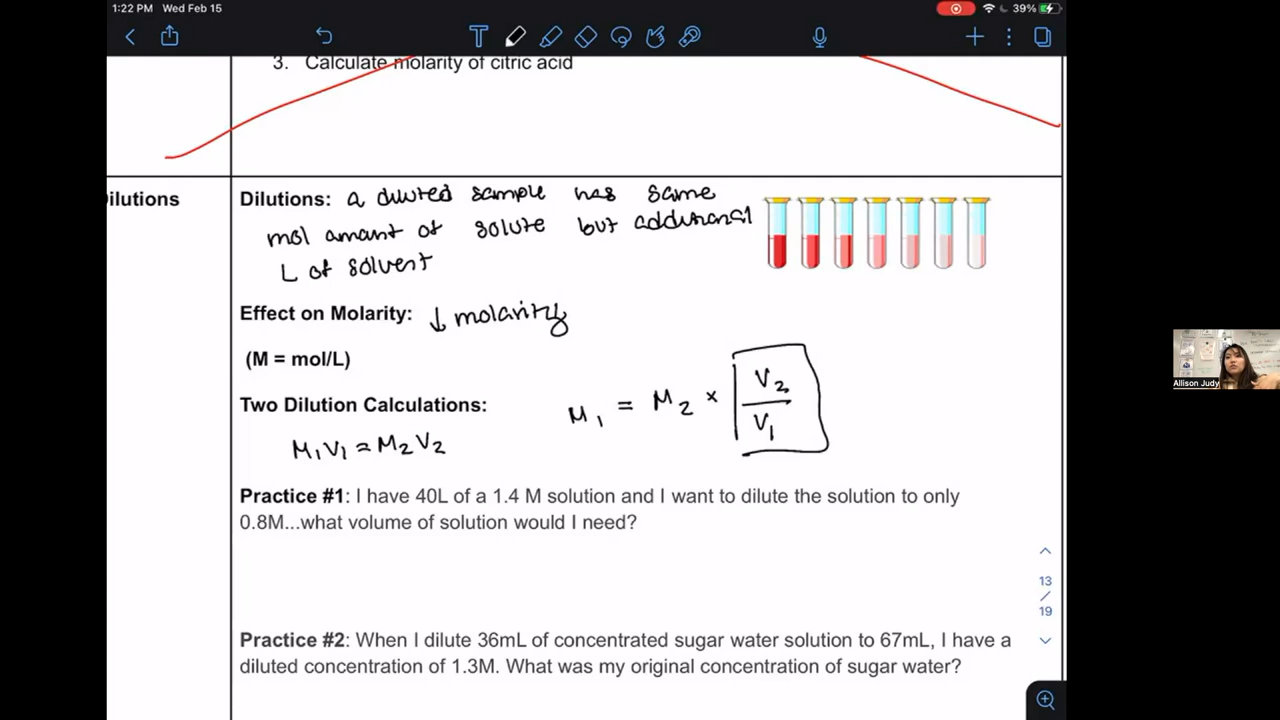 1:22 PM Wed Feb 15
39%
3. Calculate molarity of citric acid
ilutions
Dilutions: a diluted sample has same
mol amount of solute but additional
L of solvent
Effect on Molarity: ↓ molarity
(M = mol/L)
Two Dilution Calculations:
M₁ = M₂ × V₂/V₁
M₁V₁ = M₂V₂
Practice #1: I have 40L of a 1.4 M solution and I want to dilute the solution to only
0.8M...what volume of solution would I need?
13
/
19
Practice #2: When I dilute 36mL of concentrated sugar water solution to 67mL, I have a
diluted concentration of 1.3M. What was my original concentration of sugar water?
Allison Judy